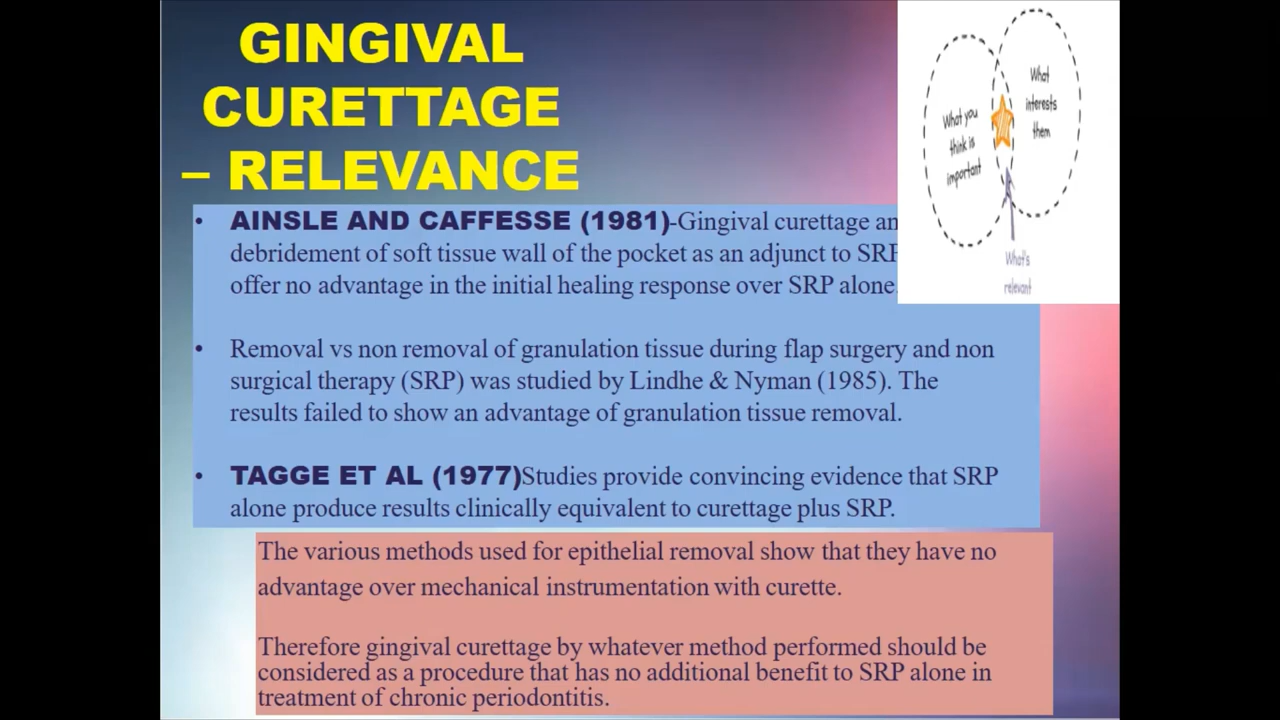 GINGIVAL
CURETTAGE
– RELEVANCE
• AINSLE AND CAFFESSE (1981)-Gingival curettage an
debridement of soft tissue wall of the pocket as an adjunct to SRP
offer no advantage in the initial healing response over SRP alone.
• Removal vs non removal of granulation tissue during flap surgery and non
surgical therapy (SRP) was studied by Lindhe & Nyman (1985). The
results failed to show an advantage of granulation tissue removal.
• TAGGE ET AL (1977)Studies provide convincing evidence that SRP
alone produce results clinically equivalent to curettage plus SRP.
The various methods used for epithelial removal show that they have no
advantage over mechanical instrumentation with curette.
Therefore gingival curettage by whatever method performed should be
considered as a procedure that has no additional benefit to SRP alone in
treatment of chronic periodontitis.
What you
think is
important
What
interests
them
What's
relevant